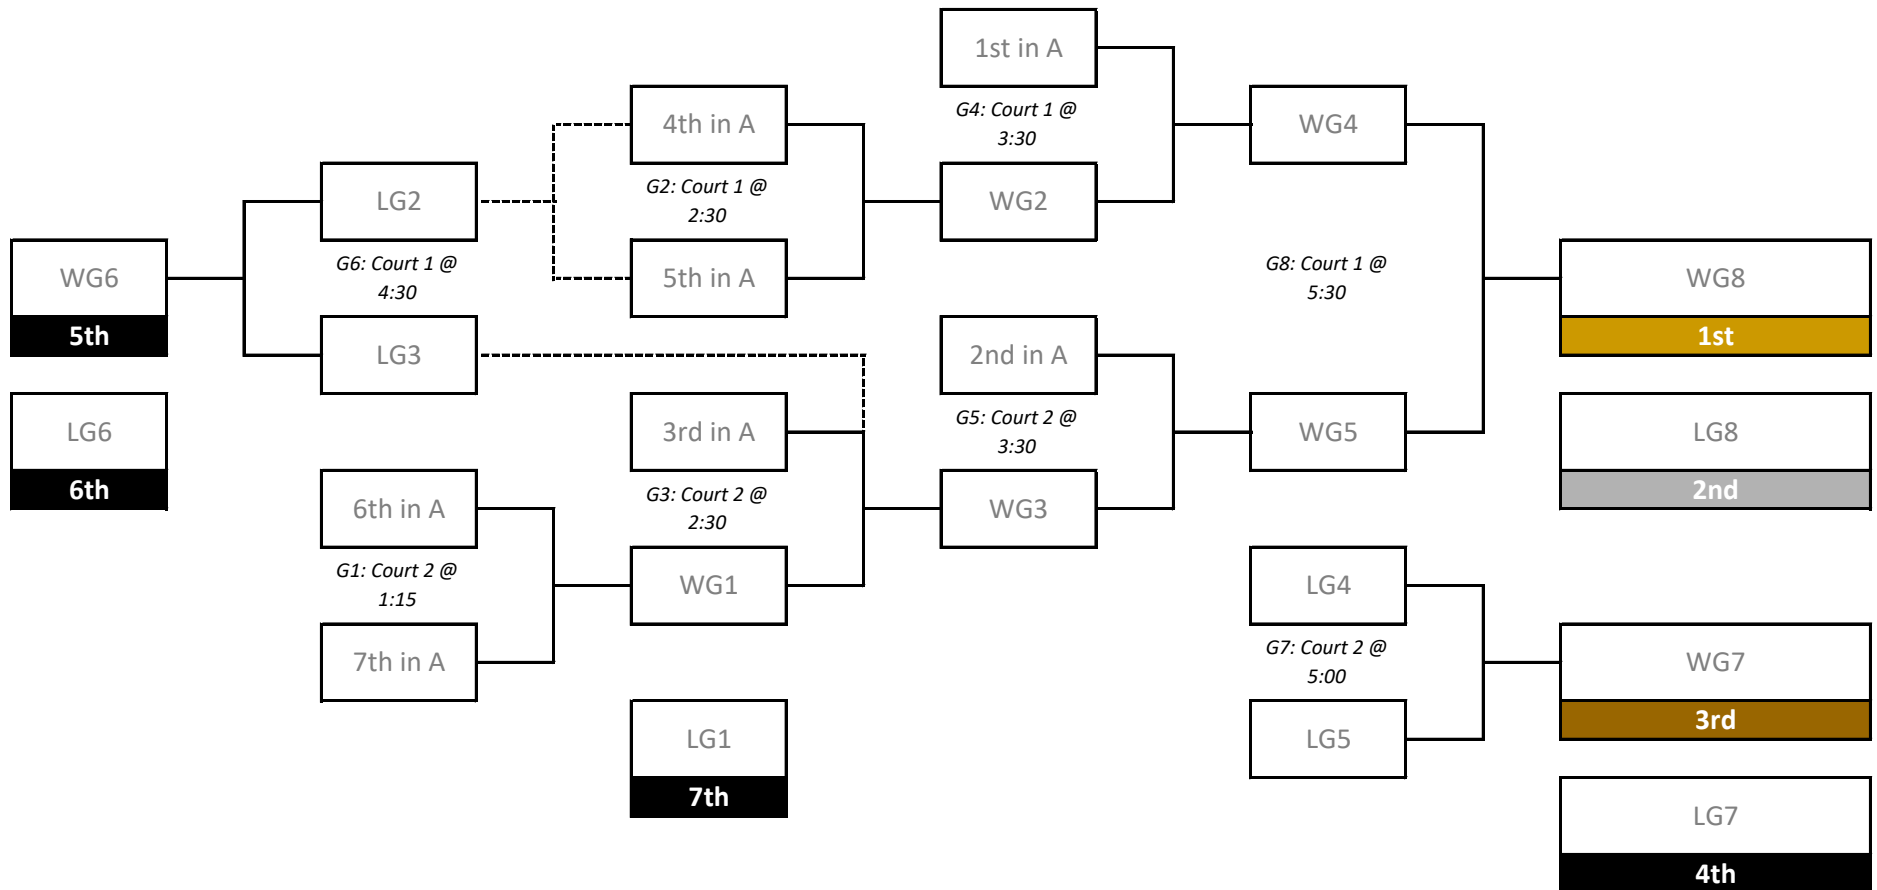 1st in A
G4: Court 1 @
3:30
4th in A
WG4
LG2
G2: Court 1 @
2:30
WG2
WG6
5th
G6: Court 1 @
4:30
5th in A
G8: Court 1 @
5:30
WG8
1st
LG3
2nd in A
LG6
6th
3rd in A
G5: Court 2 @
3:30
WG5
LG8
2nd
6th in A
G3: Court 2 @
2:30
WG3
G1: Court 2 @
1:15
WG1
LG4
7th in A
G7: Court 2 @
5:00
WG7
3rd
LG1
7th
LG5
LG7
4th